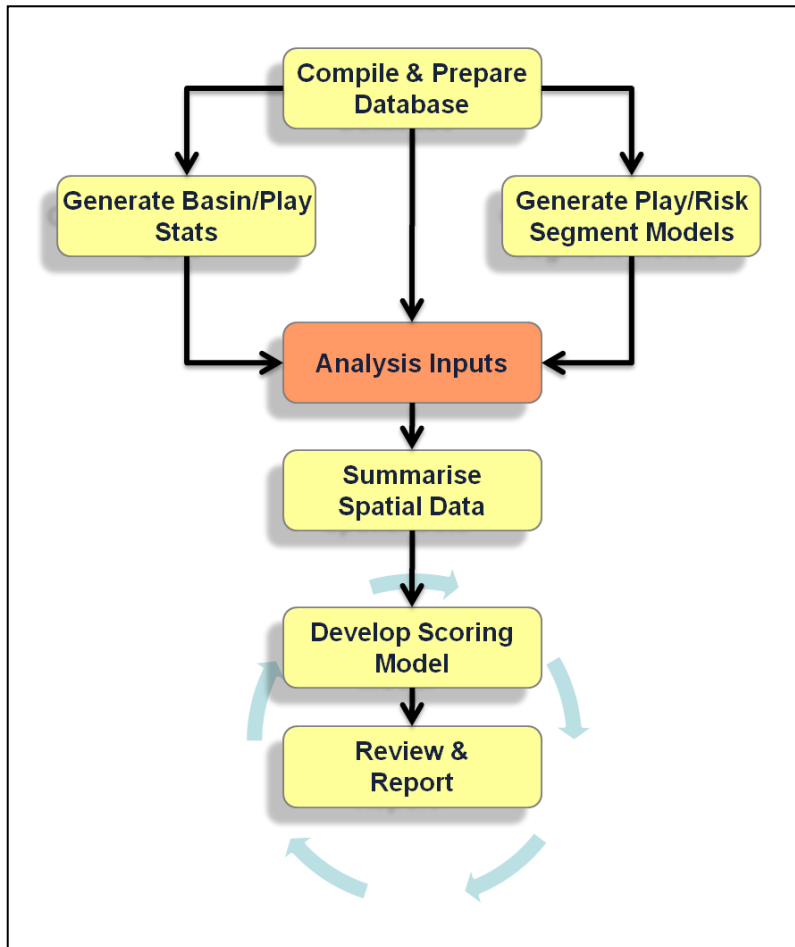 Compile & Prepare
Database
Generate Basin/Play
Stats
Generate Play/Risk
Segment Models
Analysis Inputs
Summarise
Spatial Data
Develop Scoring
Model
Review &
Report